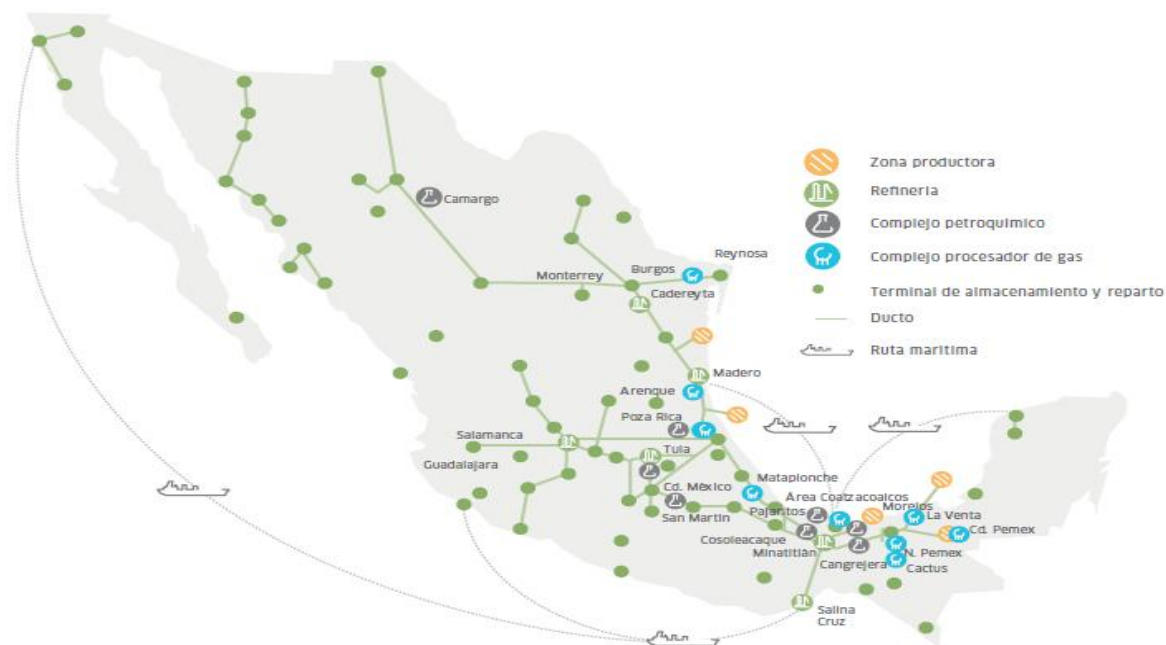 Zona productora
Refinería
Complejo petroquímico
Complejo procesador de gas
Terminal de almacenamiento y reparto
Ducto
Ruta marítima
Camargo
Reynosa
Burgos
Monterrey
Cadereyta
Madero
Arenque
Poza Rica
Salamanca
Tula
Guadalajara
Cd. México
San Martín
Matapionche
Área Coatzacoalcos
Pajaritos
Morelos
La Venta
Cd. Pemex
Cosoleacaque
Minatitlán
Cangrejera
N. Pemex
Cactus
Salina
Cruz